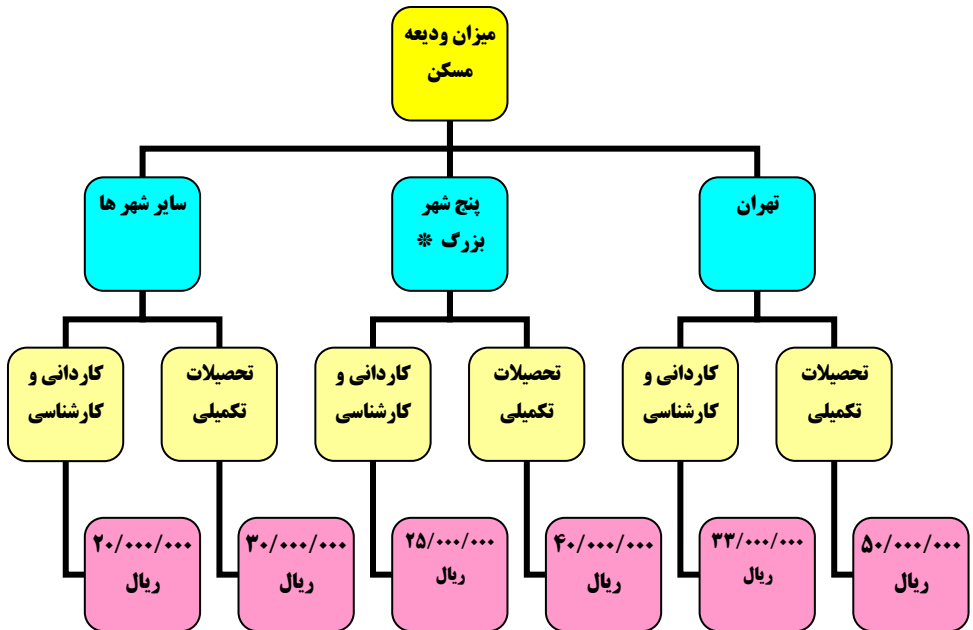 میزان ودیعه
مسکن
تهران
پنج شهر
بزرگ *
سایر شهر ها
تحصیلات
تکمیلی
کاردانی و
کارشناسی
تحصیلات
تکمیلی
کاردانی و
کارشناسی
تحصیلات
تکمیلی
کاردانی و
کارشناسی
۵۰/۰۰۰/۰۰۰
ریال
۳۳/۰۰۰/۰۰۰
ریال
۴۰/۰۰۰/۰۰۰
ریال
۲۵/۰۰۰/۰۰۰
ریال
۳۰/۰۰۰/۰۰۰
ریال
۲۰/۰۰۰/۰۰۰
ریال